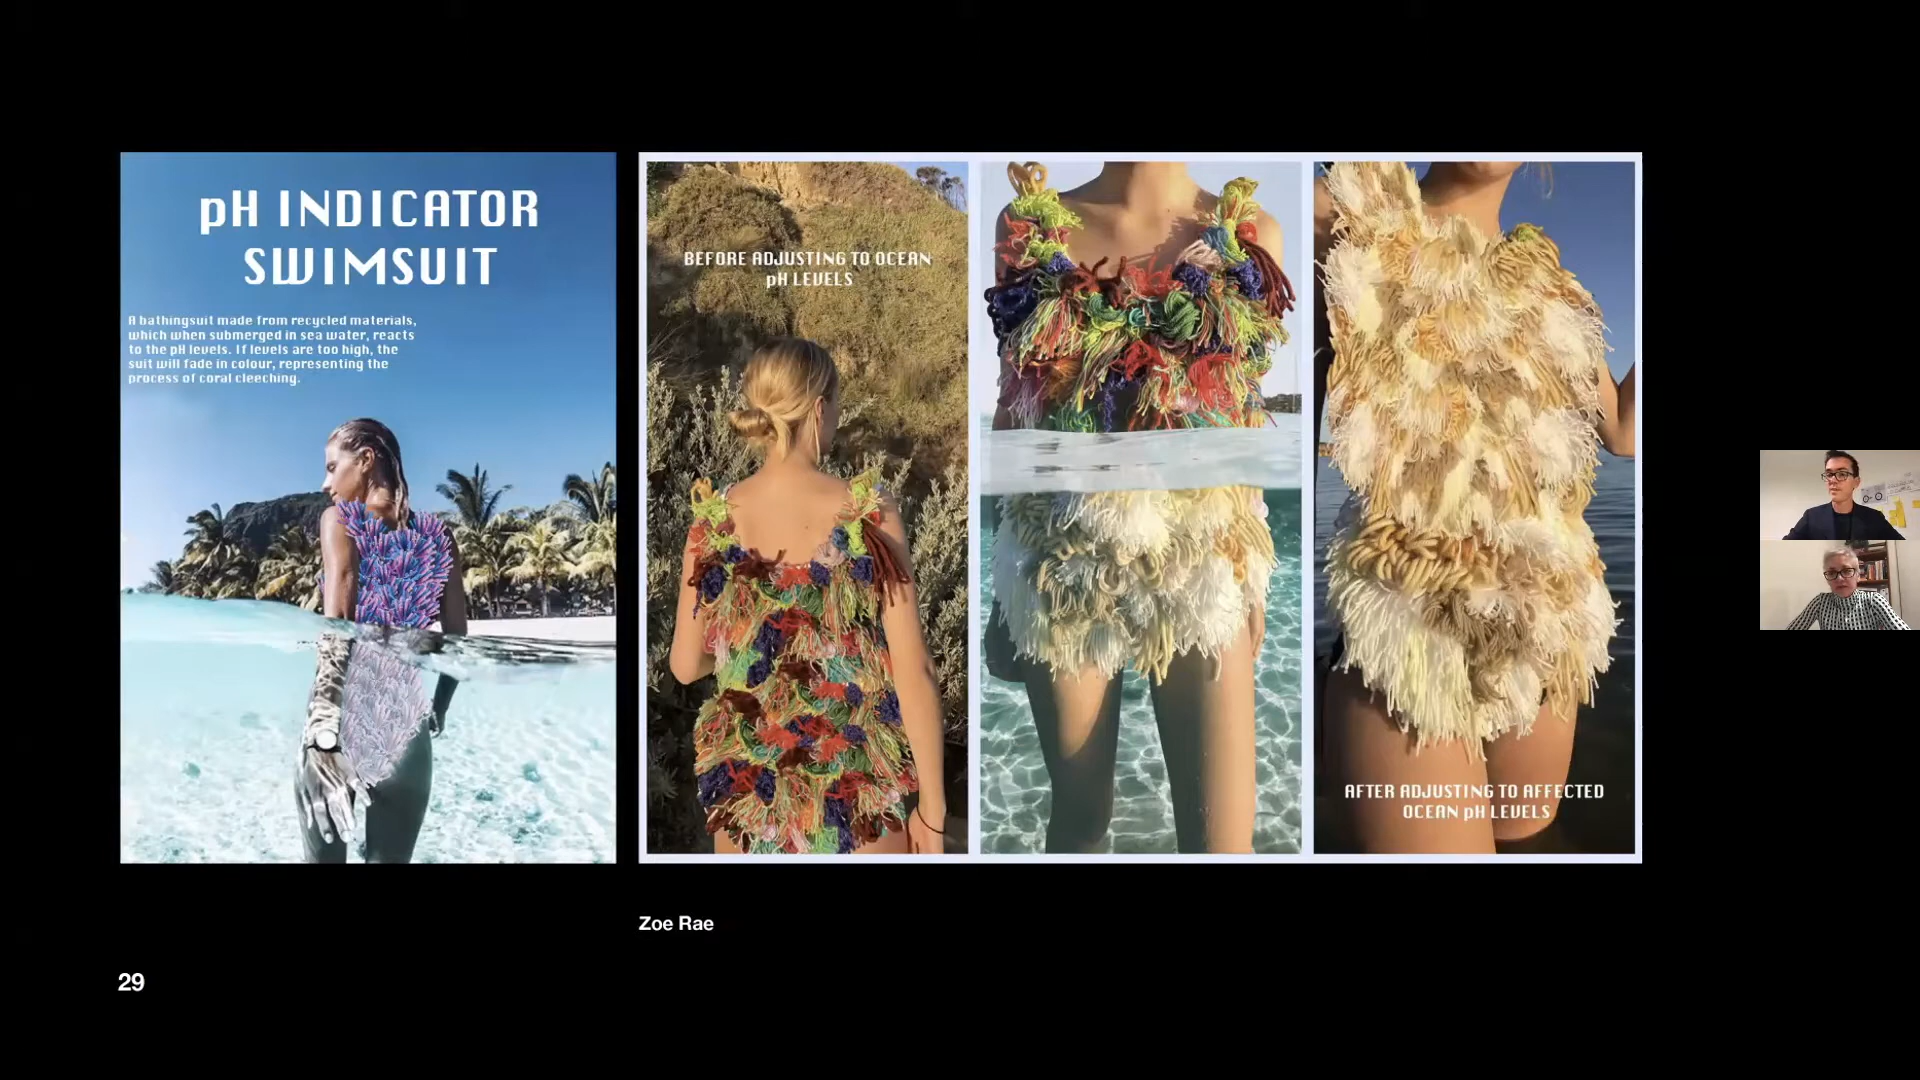 pH INDICATOR
SWIMSUIT
A bathingsuit made from recycled materials,
which when submerged in sea water, reacts
to the pH levels. If levels are too high, the
suit will fade in colour, representing the
process of coral cleeching.
BEFORE ADJUSTING TO OCEAN
pH LEVELS
AFTER ADJUSTING TO AFFECTED
OCEAN pH LEVELS
Zoe Rae
29